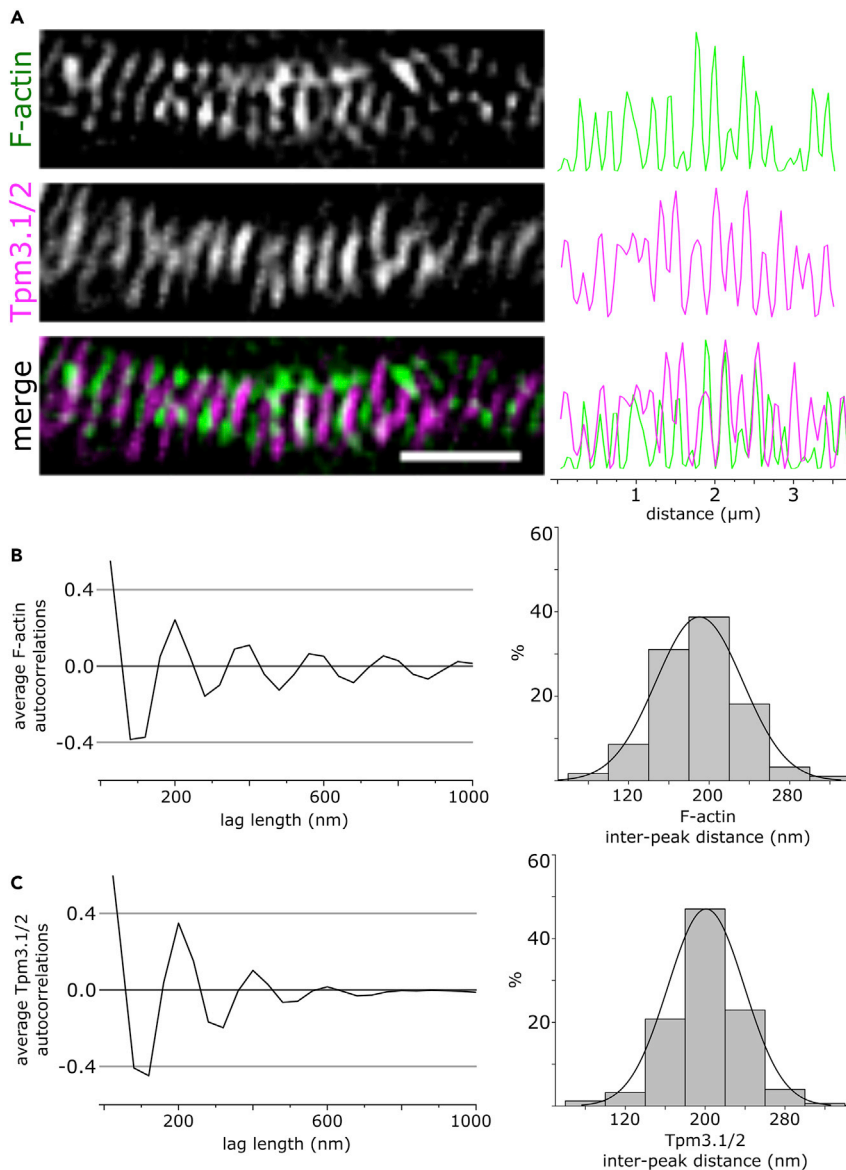 A
F-actin
Tpm3.1/2
merge
1 2 3
distance (µm)
B
0.4
0.0
-0.4
average F-actin
autocorrelations
200 600 1000
lag length (nm)
60
40
20
%
120 200 280
F-actin
inter-peak distance (nm)
C
0.4
0.0
-0.4
average Tpm3.1/2
autocorrelations
200 600 1000
lag length (nm)
60
40
20
%
120 200 280
Tpm3.1/2
inter-peak distance (nm)